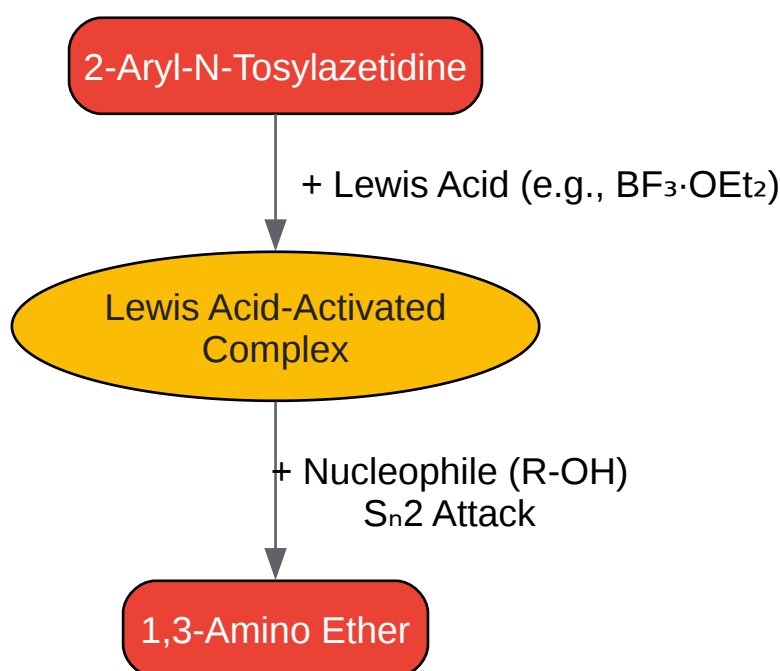 2-Aryl-N-Tosylazetidine
+ Lewis Acid (e.g., BF₃·OEt₂)
Lewis Acid-Activated
Complex
+ Nucleophile (R-OH)
Sₙ2 Attack
1,3-Amino Ether